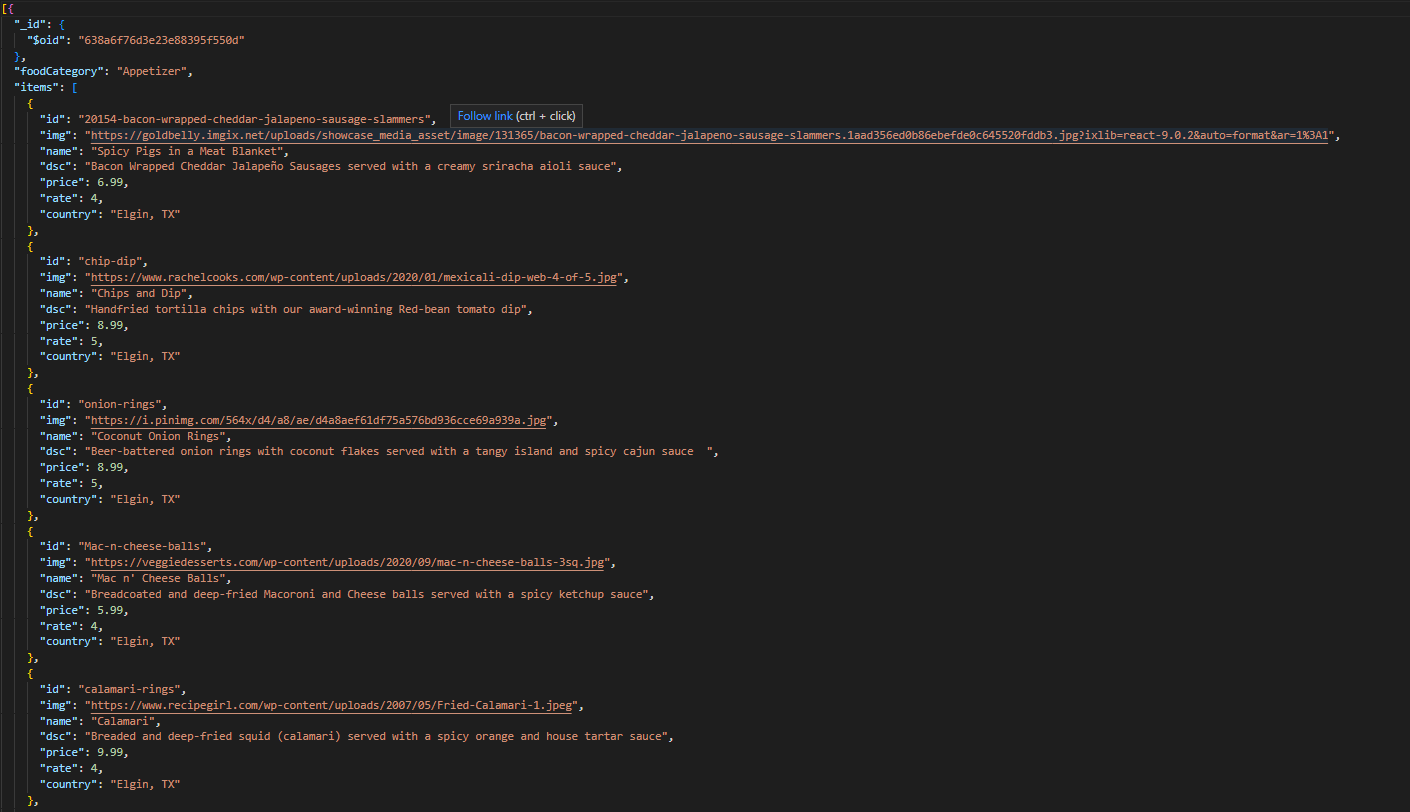 [{
"_id": {
"$oid": "638a6f76d3e23e88395f550d"
},
"foodCategory": "Appetizer",
"items": [
{
"id": "20154-bacon-wrapped-cheddar-jalapeno-sausage-slammers",
Follow link (ctrl + click)
"img": "https://goldbelly.imgix.net/uploads/showcase_media_asset/image/131365/bacon-wrapped-cheddar-jalapeno-sausage-slammers.1aad356ed0b86ebefde0c645520fddb3.jpg?ixlib=react-9.0.2&auto=format&ar=1%3A1",
"name": "Spicy Pigs in a Meat Blanket",
"dsc": "Bacon Wrapped Cheddar Jalapeño Sausages served with a creamy sriracha aioli sauce",
"price": 6.99,
"rate": 4,
"country": "Elgin, TX"
},
{
"id": "chip-dip",
"img": "https://www.rachelcooks.com/wp-content/uploads/2020/01/mexicali-dip-web-4-of-5.jpg",
"name": "Chips and Dip",
"dsc": "Handfried tortilla chips with our award-winning Red-bean tomato dip",
"price": 8.99,
"rate": 5,
"country": "Elgin, TX"
},
{
"id": "onion-rings",
"img": "https://i.pinimg.com/564x/d4/a8/ae/d4a8aef61df75a576bd936cce69a939a.jpg",
"name": "Coconut Onion Rings",
"dsc": "Beer-battered onion rings with coconut flakes served with a tangy island and spicy cajun sauce  ",
"price": 8.99,
"rate": 5,
"country": "Elgin, TX"
},
{
"id": "Mac-n-cheese-balls",
"img": "https://veggiedesserts.com/wp-content/uploads/2020/09/mac-n-cheese-balls-3sq.jpg",
"name": "Mac n' Cheese Balls",
"dsc": "Breadcoated and deep-fried Macoroni and Cheese balls served with a spicy ketchup sauce",
"price": 5.99,
"rate": 4,
"country": "Elgin, TX"
},
{
"id": "calamari-rings",
"img": "https://www.recipegirl.com/wp-content/uploads/2007/05/Fried-Calamari-1.jpeg",
"name": "Calamari",
"dsc": "Breaded and deep-fried squid (calamari) served with a spicy orange and house tartar sauce",
"price": 9.99,
"rate": 4,
"country": "Elgin, TX"
},